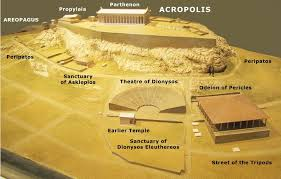 Parthenon
Propylaia
ACROPOLIS
AREOPAGUS
Peripatos
Peripatos
Sanctuary
of Asklepios
Theatre of Dionysos
Odeion of Pericles
Earlier Temple
Sanctuary of
Dionysos Eleuthereos
Street of the Tripods